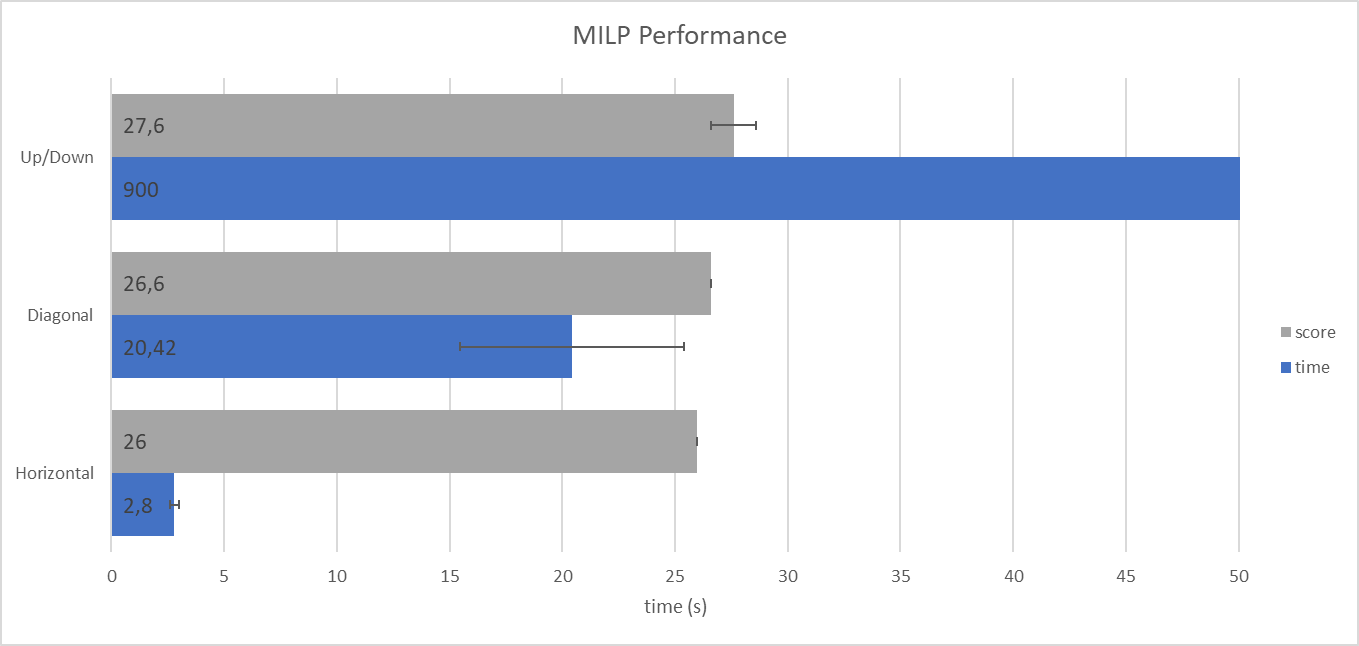 MILP Performance
27,6
Up/Down
900
26,6
Diagonal
20,42
26
Horizontal
2,8
score
time
0 5 10 15 20 25 30 35 40 45 50
time (s)